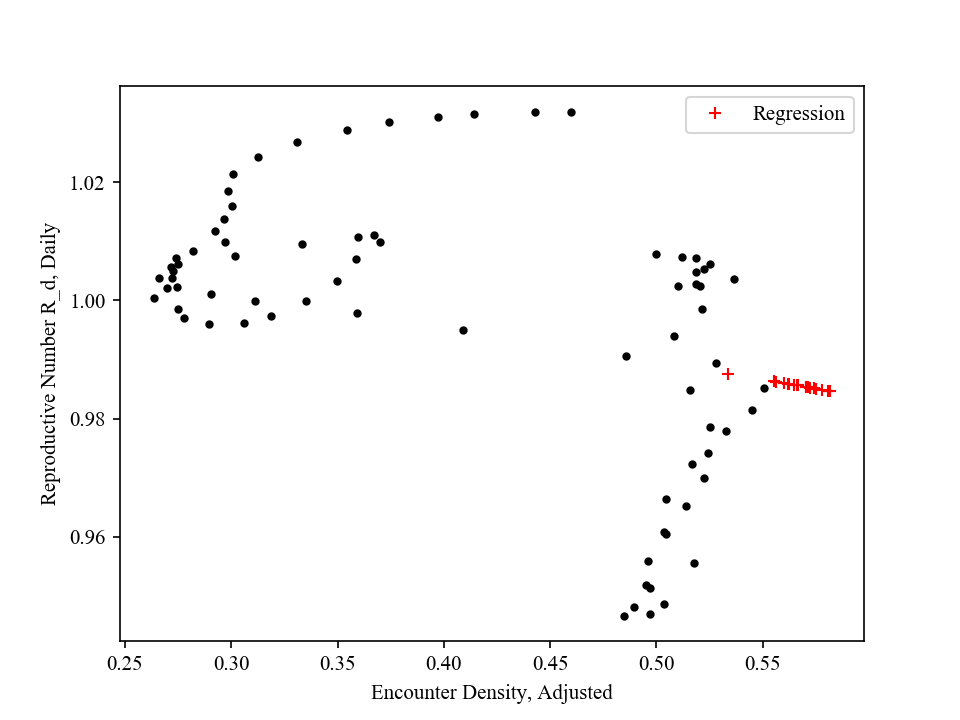 Regression
1.02
1.00
0.98
0.96
Reproductive Number R_d, Daily
0.25 0.30 0.35 0.40 0.45 0.50 0.55
Encounter Density, Adjusted